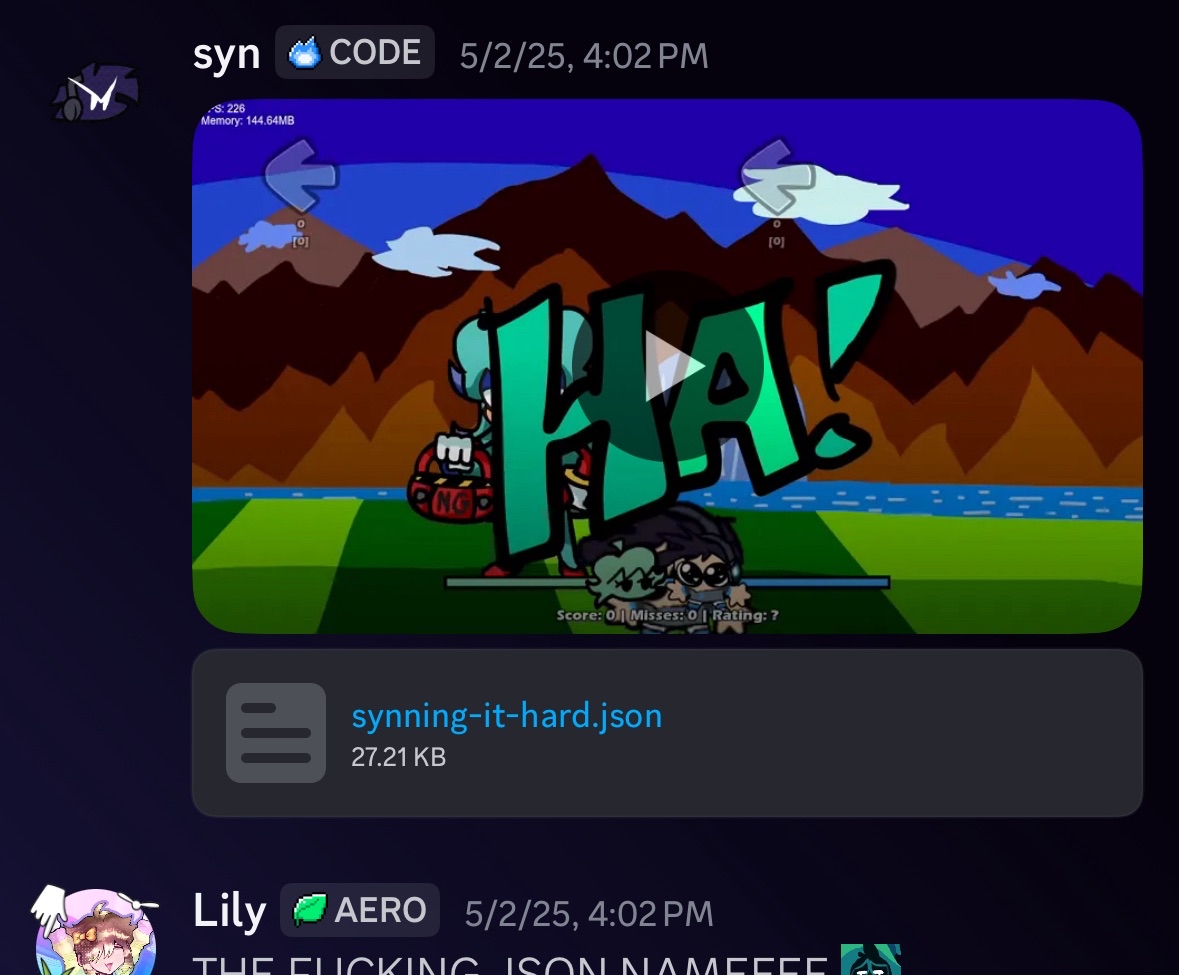 syn CODE 5/2/25, 4:02 PM
S: 226
Memory: 144.64MB
0
[0]
0
[0]
HA!
NG
Score: 0 | Misses: 0 | Rating: ?
synning-it-hard.json
27.21 KB
Lily AERO 5/2/25, 4:02 PM
THE FUCKING JSON NAMEEEE